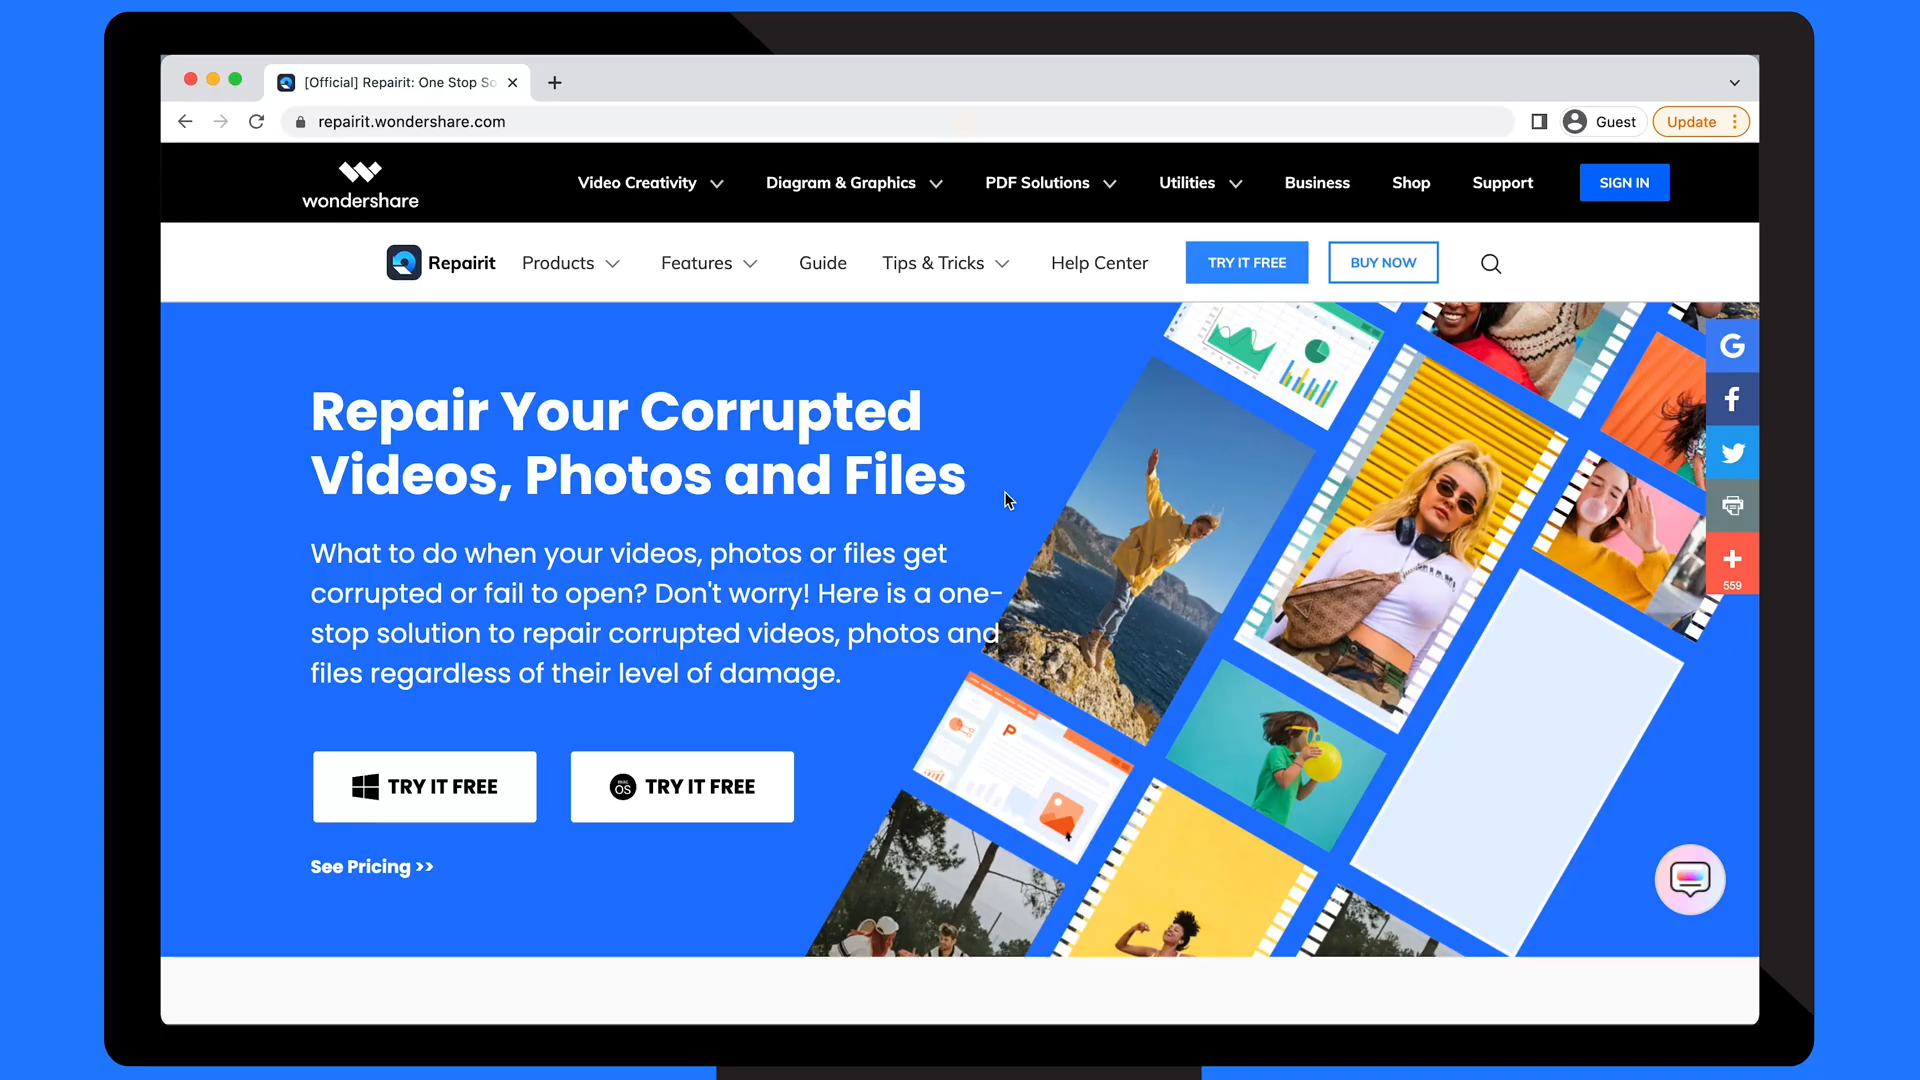 [Official] Repairit: One Stop So
repairit.wondershare.com
Guest
Update
wondershare
Video Creativity
Diagram & Graphics
PDF Solutions
Utilities
Business
Shop
Support
SIGN IN
Repairit
Products
Features
Guide
Tips & Tricks
Help Center
TRY IT FREE
BUY NOW
Repair Your Corrupted
Videos, Photos and Files
What to do when your videos, photos or files get
corrupted or fail to open? Don't worry! Here is a one-
stop solution to repair corrupted videos, photos and
files regardless of their level of damage.
TRY IT FREE
mac
OS
TRY IT FREE
See Pricing >>
P
G
f
559